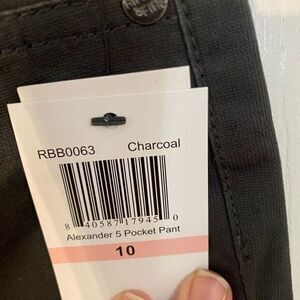 RBB0063 Charcoal
8 40587 17945 0
Alexander 5 Pocket Pant
10